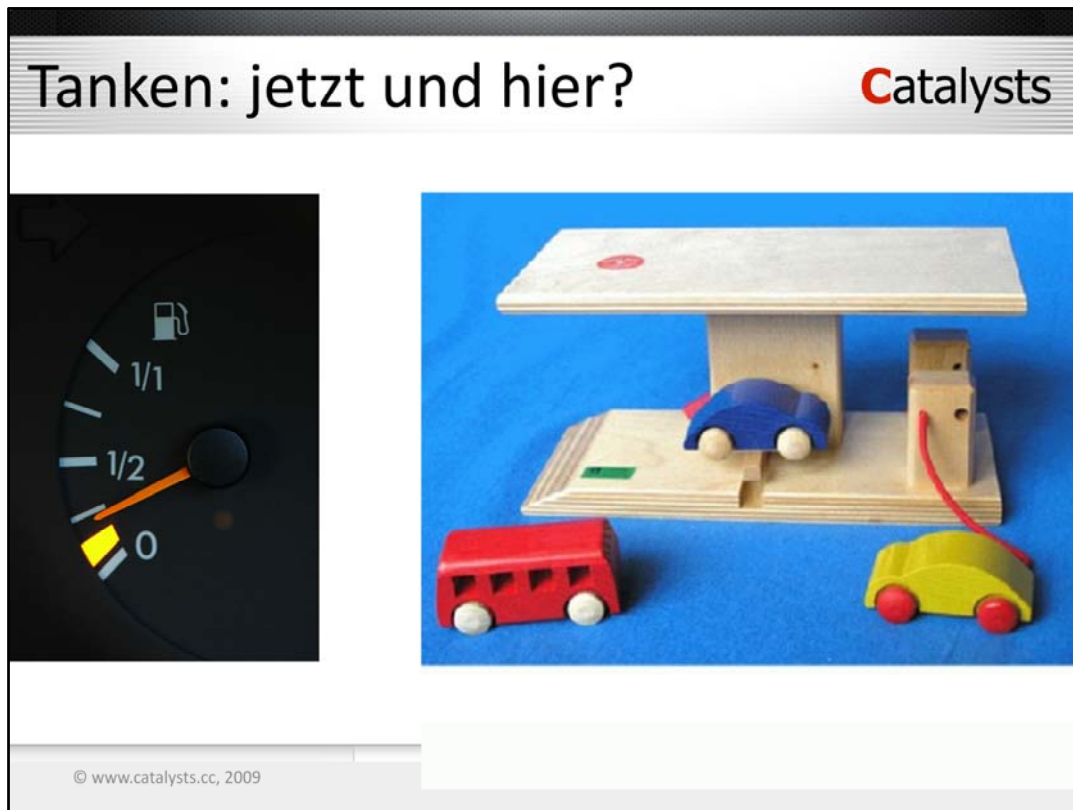 Tanken: jetzt und hier?
Catalysts
1/1
1/2
0
© www.catalysts.cc, 2009